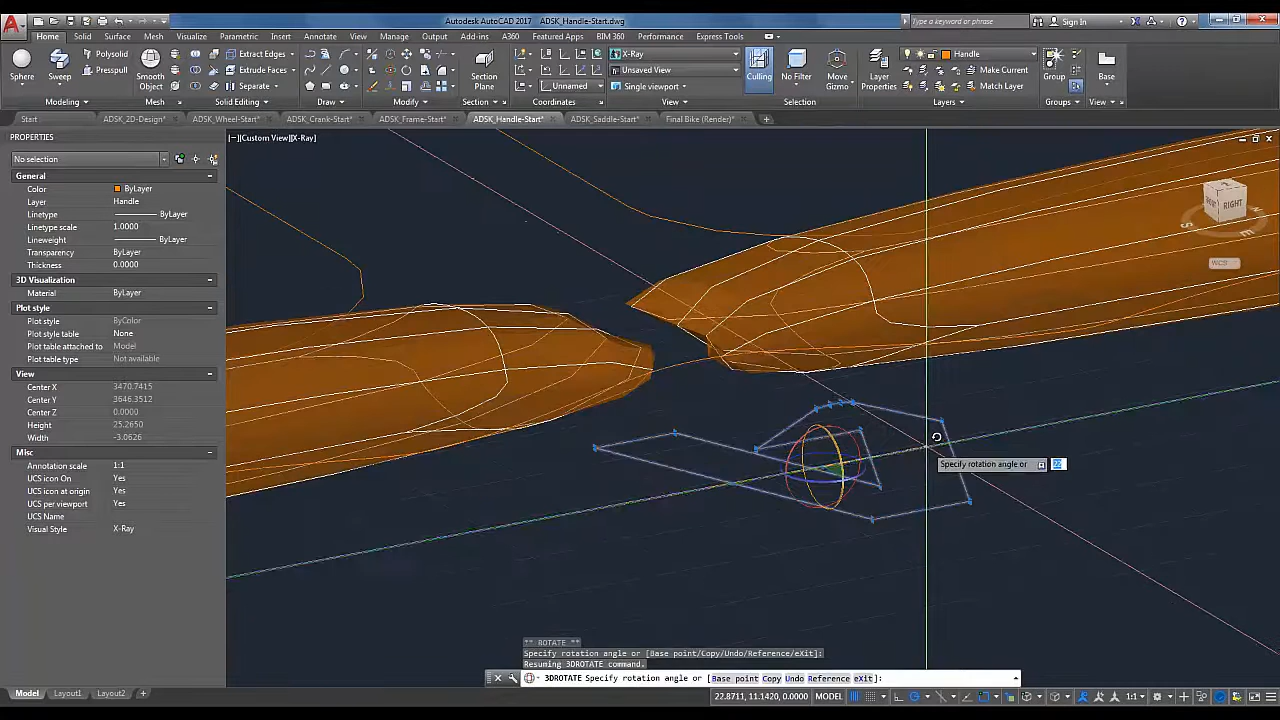 Autodesk AutoCAD 2017   ADSK_Handle-Start.dwg
Type a keyword or phrase
Sign In
Home Solid Surface Mesh Visualize Parametric Insert Annotate View Manage Output Add-ins A360 Featured Apps BIM 360 Performance Express Tools
Polysolid
Presspull
Extract Edges
Extrude Faces
Separate
X-Ray
Unsaved View
Unnamed
Single viewport
Handle
Make Current
Match Layer
Sphere
Sweep
Smooth Object
Section Plane
Culling
No Filter
Move Gizmo
Layer Properties
Group
Base
Modeling
Mesh
Solid Editing
Draw
Modify
Section
Coordinates
View
Selection
Layers
Groups
View
Start
ADSK_2D-Design*
ADSK_Wheel-Start*
ADSK_Crank-Start*
ADSK_Frame-Start*
ADSK_Handle-Start*
ADSK_Saddle-Start*
Final Bike (Render)*
PROPERTIES
No selection
General
Color ByLayer
Layer Handle
Linetype ByLayer
Linetype scale 1.0000
Lineweight ByLayer
Transparency ByLayer
Thickness 0.0000
3D Visualization
Material ByLayer
Plot style
Plot style ByColor
Plot style table None
Plot table attached to Model
Plot table type Not available
View
Center X 3470.7415
Center Y 3646.3512
Center Z 0.0000
Height 25.2650
Width -3.0626
Misc
Annotation scale 1:1
UCS icon On Yes
UCS icon at origin Yes
UCS per viewport Yes
UCS Name
Visual Style X-Ray
[−][Custom View][X-Ray]
RIGHT
S
E
WCS
Specify rotation angle or
22
** ROTATE **
Specify rotation angle or [Base point/Copy/Undo/Reference/eXit]:
Resuming 3DROTATE command.
3DROTATE Specify rotation angle or [Base point Copy Undo Reference eXit]:
Model Layout1 Layout2
22.8711, 11.1420, 0.0000 MODEL
1:1